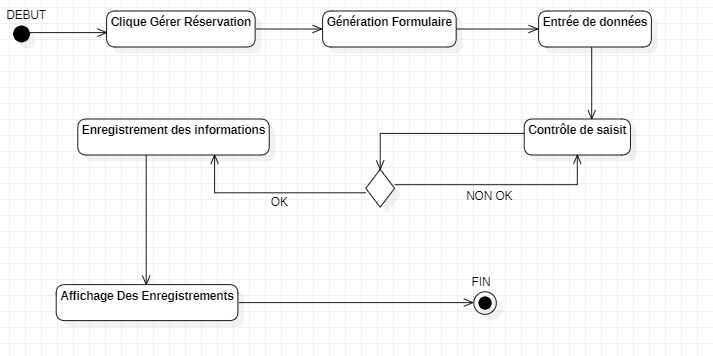 DEBUT
Clique Gérer Réservation
Génération Formulaire
Entrée de données
Enregistrement des informations
Contrôle de saisit
OK
NON OK
Affichage Des Enregistrements
FIN